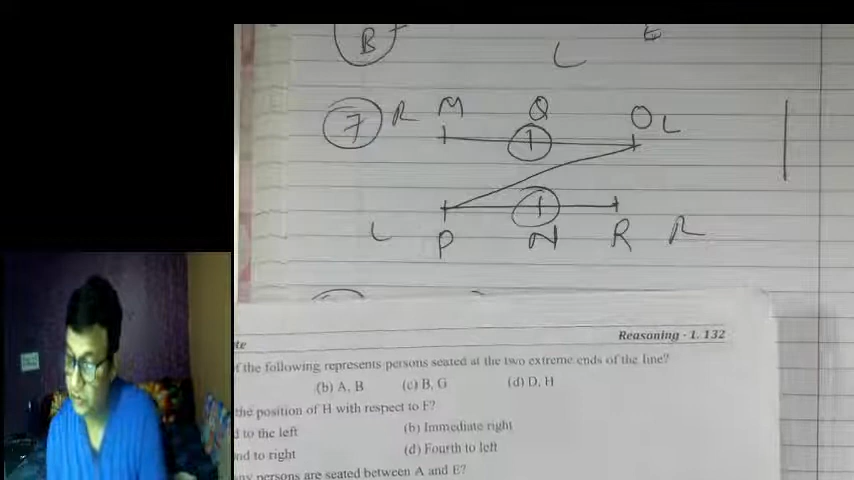 B
L
E
7 R M Q O L
L P N R R
te
Reasoning - 1. 132
f the following represents persons seated at the two extreme ends of the line?
(b) A, B (c) B, G (d) D, H
the position of H with respect to F?
d to the left (b) Immediate right
nd to right (d) Fourth to left
ny persons are seated between A and E?